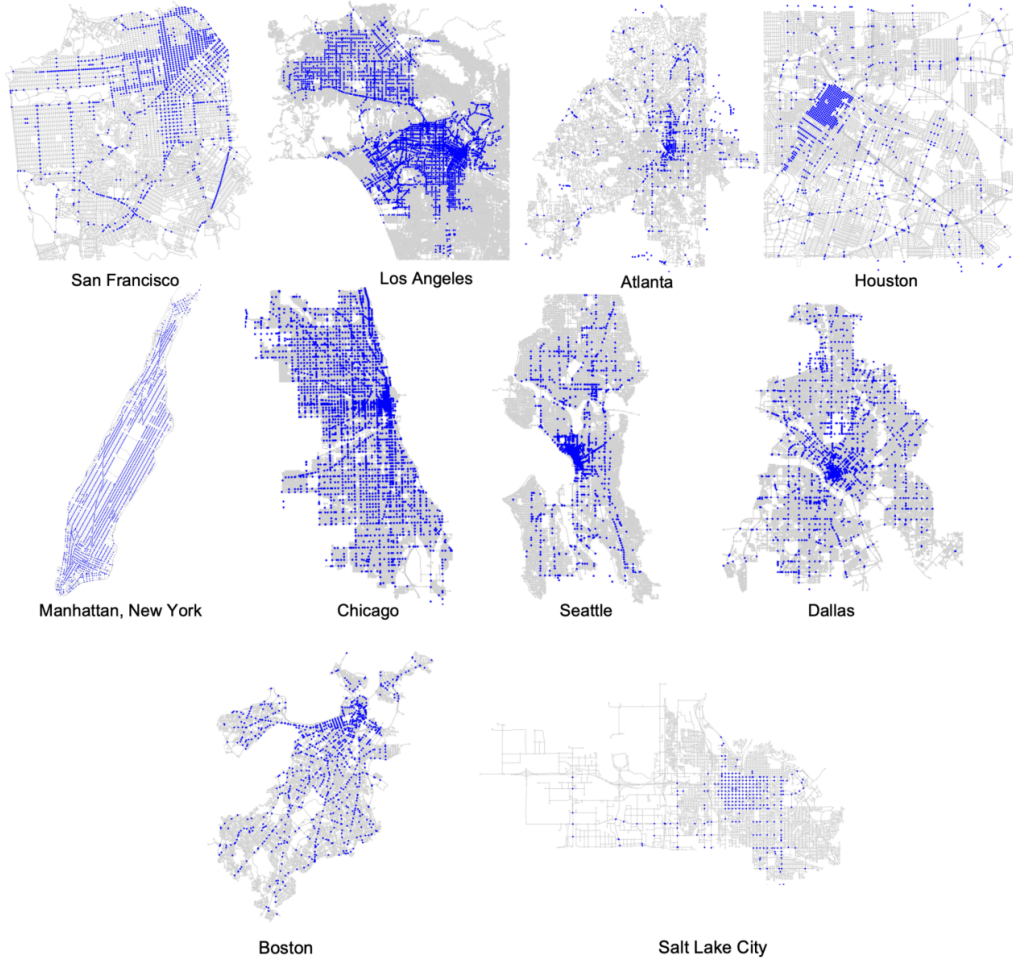 San Francisco
Los Angeles
Atlanta
Houston
Manhattan, New York
Chicago
Seattle
Dallas
Boston
Salt Lake City